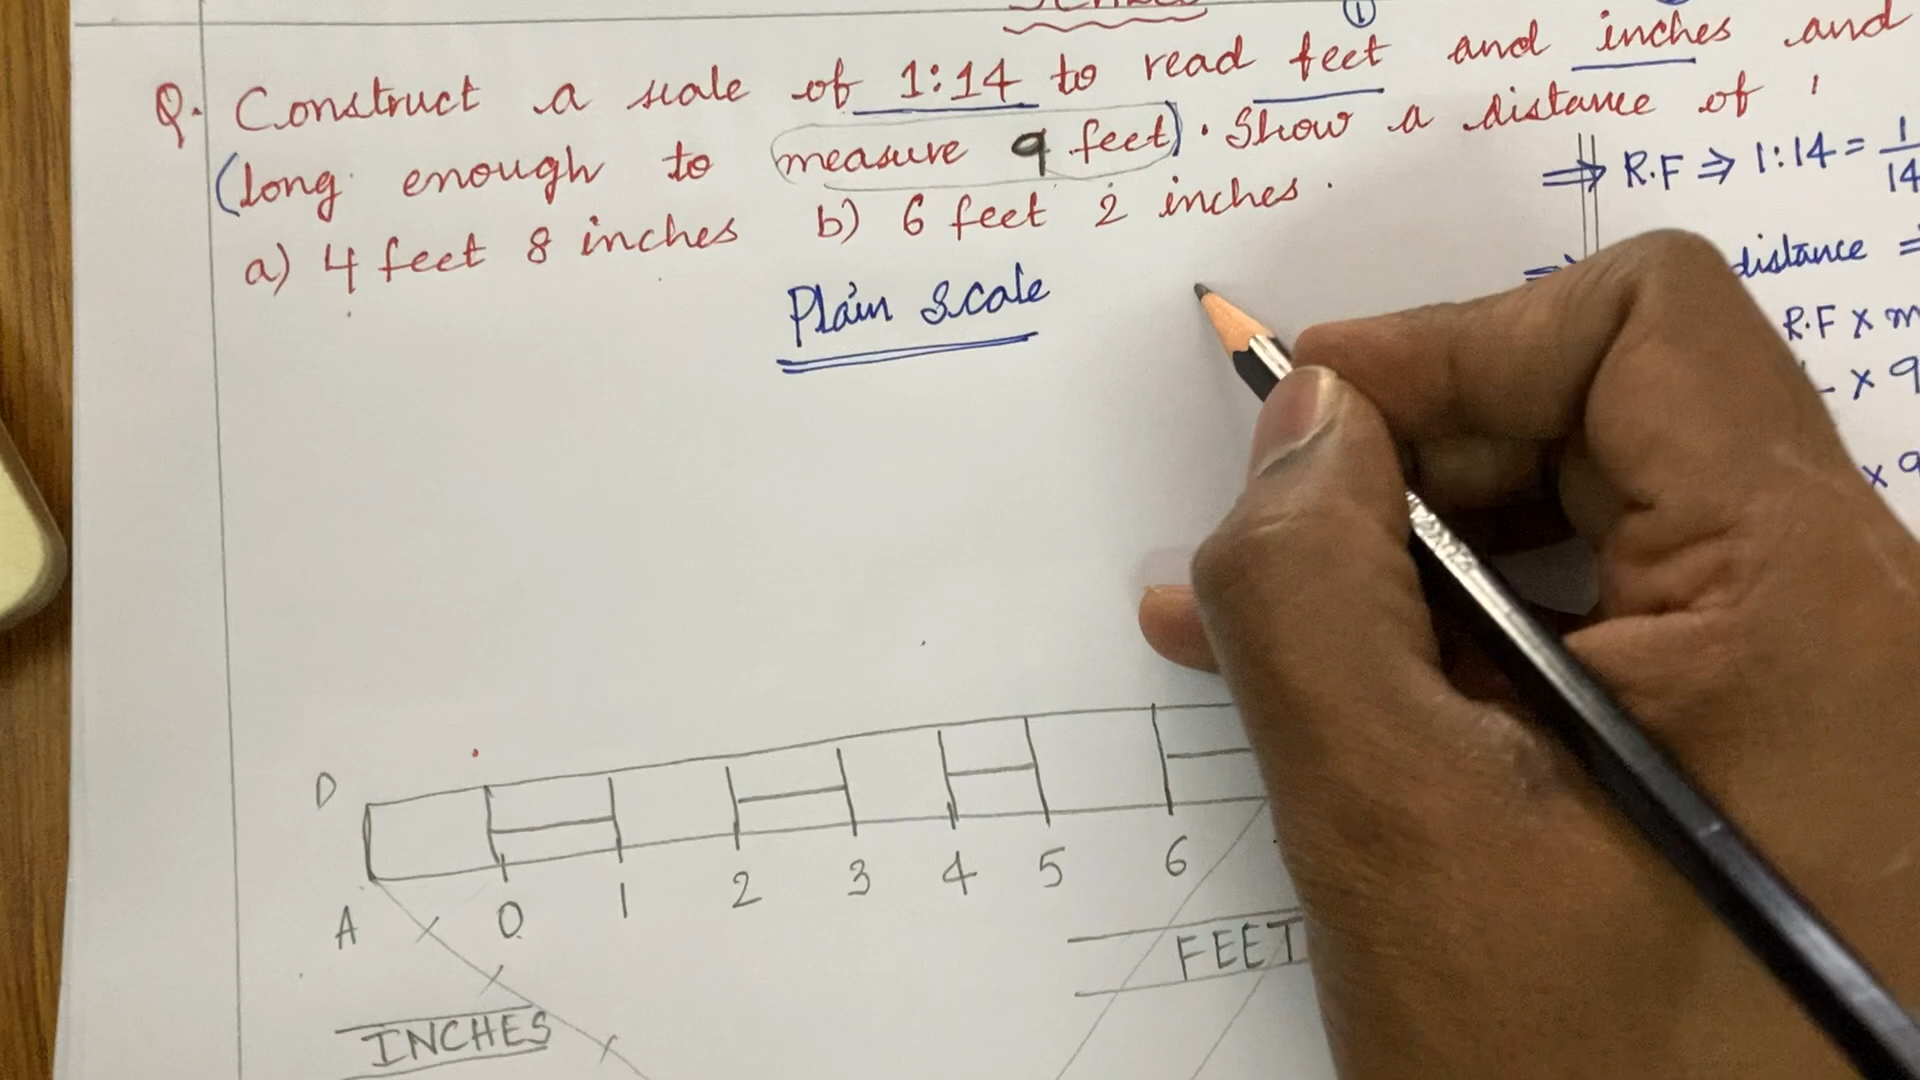 Q. Construct a scale of 1:14 to read feet and inches and
(long enough to measure 9 feet). Show a distance of
a) 4 feet 8 inches b) 6 feet 2 inches.
Plain Scale
⇒ R.F ⇒ 1:14 = 1/14
distance ⇒
R.F x m
x 9
x 9
D
A 0 1 2 3 4 5 6
FEET
INCHES